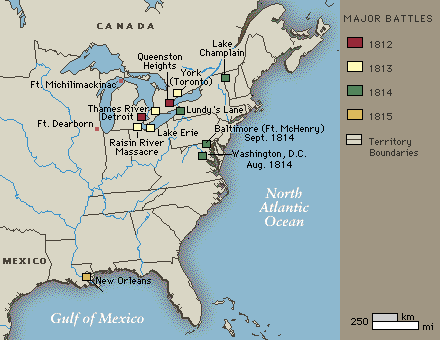 CANADA
Lake
Champlain
Queenston
Heights
York
(Toronto)
Ft. Michilimackinac
Thames River
Detroit
Lundy's Lane
Ft. Dearborn
Lake Erie
Raisin River
Massacre
Baltimore (Ft. McHenry)
Sept. 1814
Washington, D.C.
Aug. 1814
North
Atlantic
Ocean
MEXICO
New Orleans
Gulf of Mexico
MAJOR BATTLES
1812
1813
1814
1815
Territory
Boundaries
250
km
mi